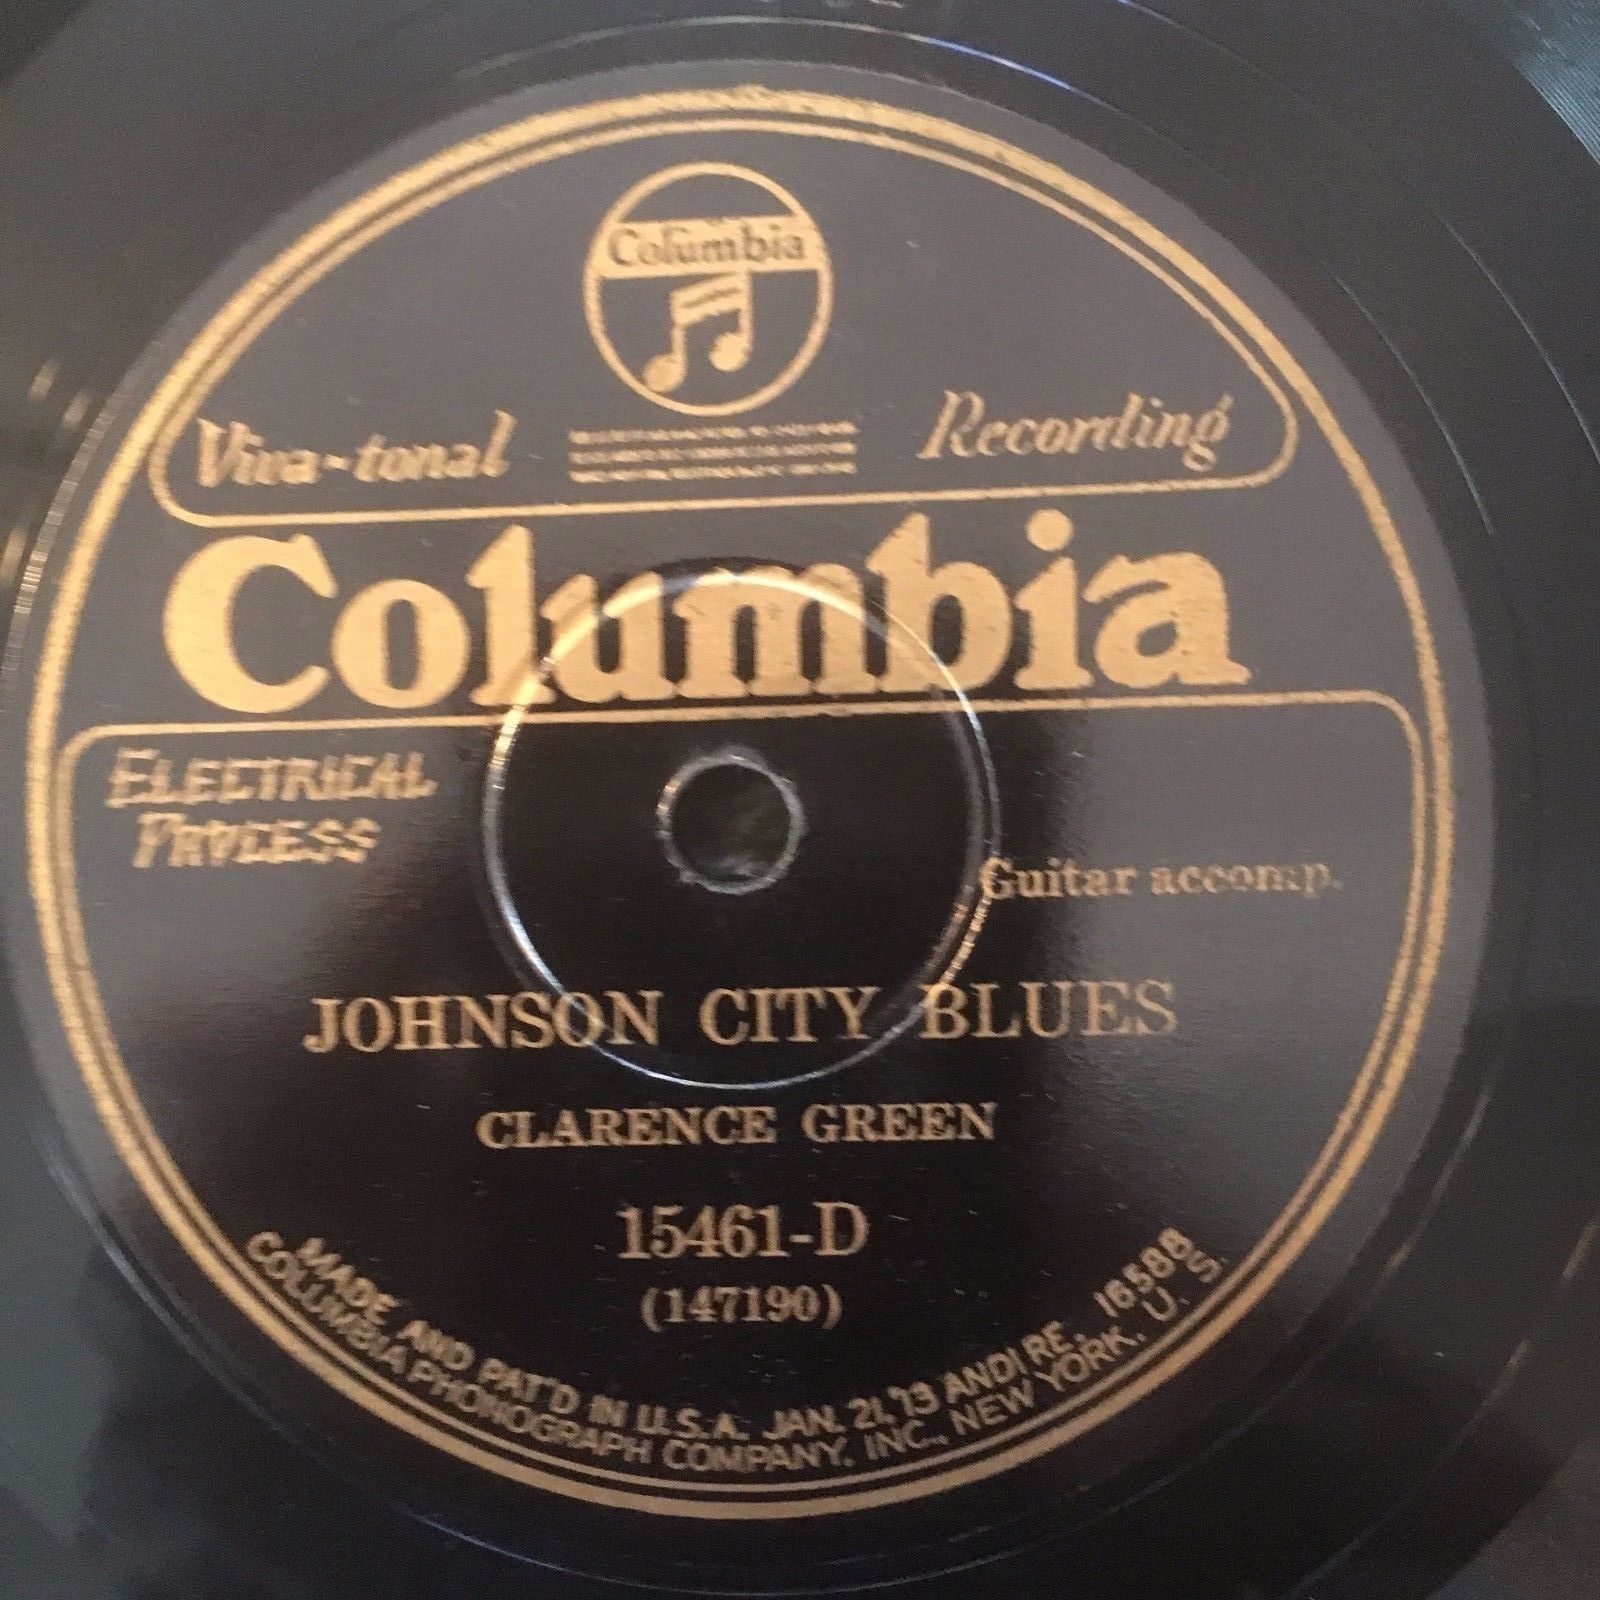 Columbia
Viva-tonal Recording
Columbia
ELECTRICAL
PROCESS
Guitar accomp.
JOHNSON CITY BLUES
CLARENCE GREEN
15461-D
(147190)
MADE AND PAT'D IN U.S.A. JAN. 21,'13 AND RE. 16588
COLUMBIA PHONOGRAPH COMPANY, INC., NEW YORK. U. S.